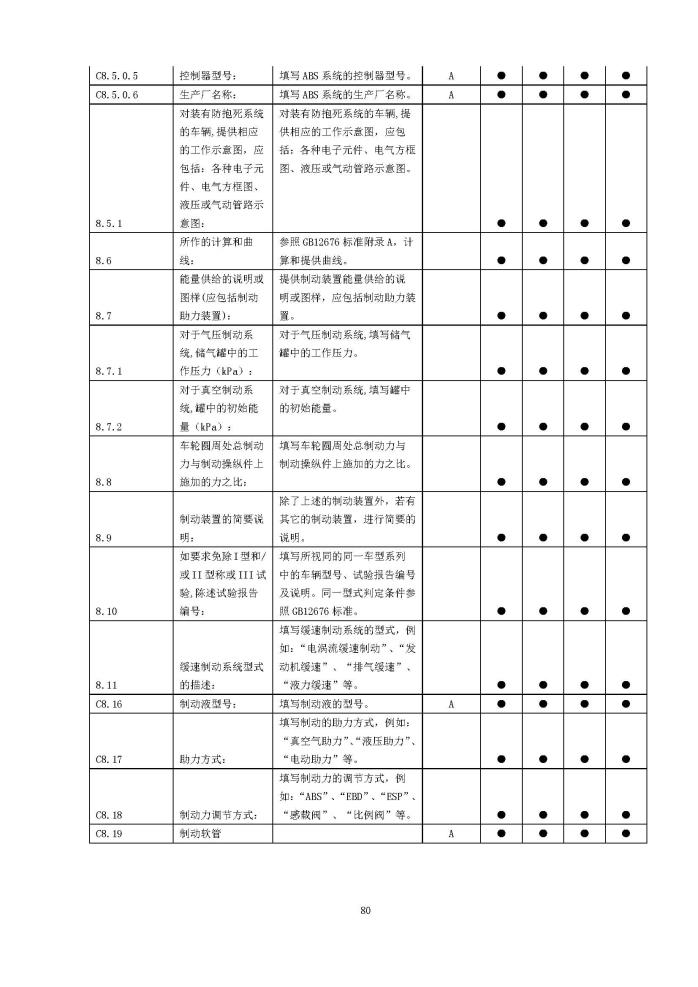 C8.5.0.5 控制器型号： 填写 ABS 系统的控制器型号。 A ● ● ● ●
C8.5.0.6 生产厂名称： 填写 ABS 系统的生产厂名称。 A ● ● ● ●
对装有防抱死系统 对装有防抱死系统的车辆,提
的车辆,提供相应 供相应的工作示意图，应包
的工作示意图，应 括：各种电子元件、电气方框
包括：各种电子元 图、液压或气动管路示意图。
件、电气方框图、
液压或气动管路示
8.5.1 意图： ● ● ● ●
所作的计算和曲 参照 GB12676 标准附录 A，计
8.6 线： 算和提供曲线。 ● ● ● ●
能量供给的说明或 提供制动装置能量供给的说
图样(应包括制动 明或图样，应包括制动助力装
8.7 助力装置)： 置。 ● ● ● ●
对于气压制动系 对于气压制动系统,填写储气
统,储气罐中的工 罐中的工作压力。
8.7.1 作压力（kPa）： ● ● ● ●
对于真空制动系 对于真空制动系统,填写罐中
统,罐中的初始能 的初始能量。
8.7.2 量（kPa）： ● ● ● ●
车轮圆周处总制动 填写车轮圆周处总制动力与
力与制动操纵件上 制动操纵件上施加的力之比。
8.8 施加的力之比： ● ● ● ●
除了上述的制动装置外，若有
制动装置的简要说 其它的制动装置，进行简要的
8.9 明： 说明。 ● ● ● ●
如要求免除 I 型和/ 填写所视同的同一车型系列
或 II 型称或 III 试 中的车辆型号、试验报告编号
验,陈述试验报告 及说明。同一型式判定条件参
8.10 编号： 照 GB12676 标准。 ● ● ● ●
填写缓速制动系统的型式，例
如：“电涡流缓速制动”、“发
缓速制动系统型式 动机缓速”、“排气缓速”、
8.11 的描述： “液力缓速”等。 ● ● ● ●
C8.16 制动液型号： 填写制动液的型号。 A ● ● ● ●
填写制动的助力方式，例如：
“真空气助力”、“液压助力”、
C8.17 助力方式： “电动助力”等。 ● ● ● ●
填写制动力的调节方式，例
如：“ABS”、“EBD”、“ESP”、
C8.18 制动力调节方式： “感载阀”、“比例阀”等。 ● ● ● ●
C8.19 制动软管 A ● ● ● ●
80